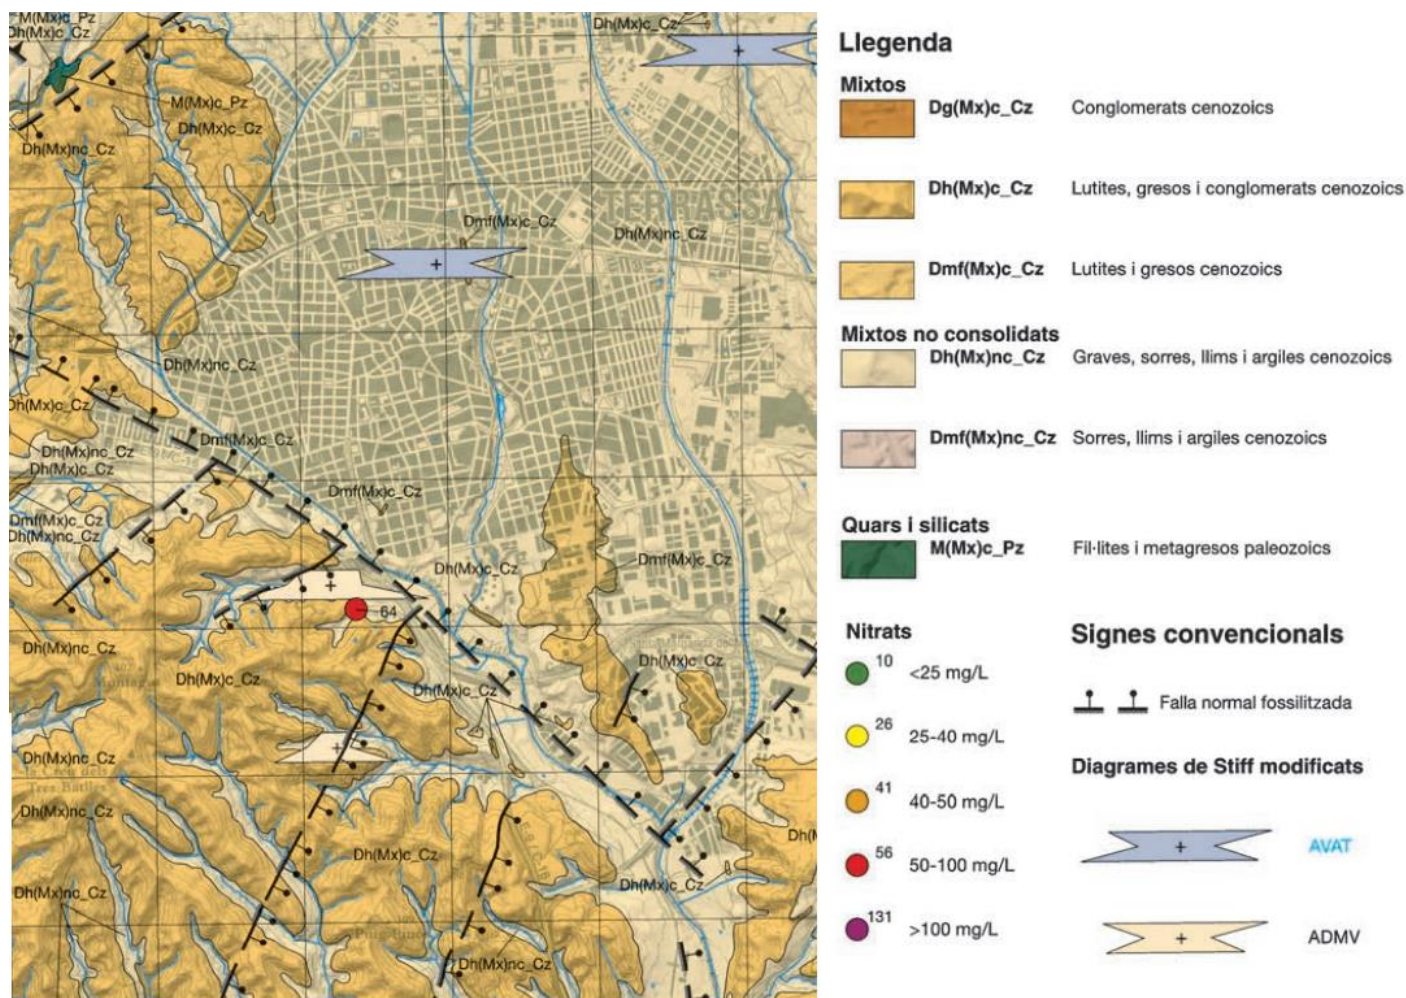 M(Mx)c_Pz
Dh(Mx)c_Cz
Dh(Mx)c_Cz
M(Mx)c_Pz
Dh(Mx)c_Cz
Dh(Mx)nc_Cz
TERRASSA
Dmf(Mx)c_Cz
Dh(Mx)nc_Cz
Dh(Mx)nc_Cz
Dh(Mx)c_Cz
Dmf(Mx)c_Cz
Dh(Mx)nc_Cz
Dh(Mx)c_Cz
Dmf(Mx)c_Cz
Dmf(Mx)c_Cz
Dh(Mx)nc_Cz
Dmf(Mx)c_Cz
Dh(Mx)c_Cz
64
Dh(Mx)nc_Cz
Dh(Mx)c_Cz
Dh(Mx)c_Cz
Dh(Mx)c_Cz
Dh(Mx)nc_Cz
la Creu dels
Tres Batlles
Dh(Mx)nc_Cz
Dh(Mx)c_Cz
Dh(M
Dh(Mx)nc_Cz
Dh(Mx)c_Cz
Dh(Mx)nc_Cz
Llegenda
Mixtos
Dg(Mx)c_Cz Conglomerats cenozoics
Dh(Mx)c_Cz Lutites, gresos i conglomerats cenozoics
Dmf(Mx)c_Cz Lutites i gresos cenozoics
Mixtos no consolidats
Dh(Mx)nc_Cz Graves, sorres, llims i argiles cenozoics
Dmf(Mx)nc_Cz Sorres, llims i argiles cenozoics
Quars i silicats
M(Mx)c_Pz Fil·lites i metagresos paleozoics
Nitrats
10 <25 mg/L
26 25-40 mg/L
41 40-50 mg/L
56 50-100 mg/L
131 >100 mg/L
Signes convencionals
Falla normal fossilitzada
Diagrames de Stiff modificats
AVAT
ADMV